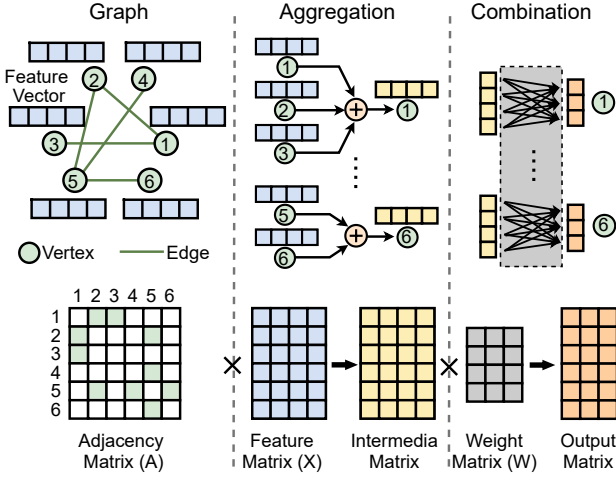 Graph
Aggregation
Combination
Feature
Vector
2
4
3
1
5
6
Vertex
Edge
1
2
3
1
5
6
6
1
6
1 2 3 4 5 6
1
2
3
4
5
6
Adjacency
Matrix (A)
×
Feature
Matrix (X)
Intermedia
Matrix
×
Weight
Matrix (W)
Output
Matrix